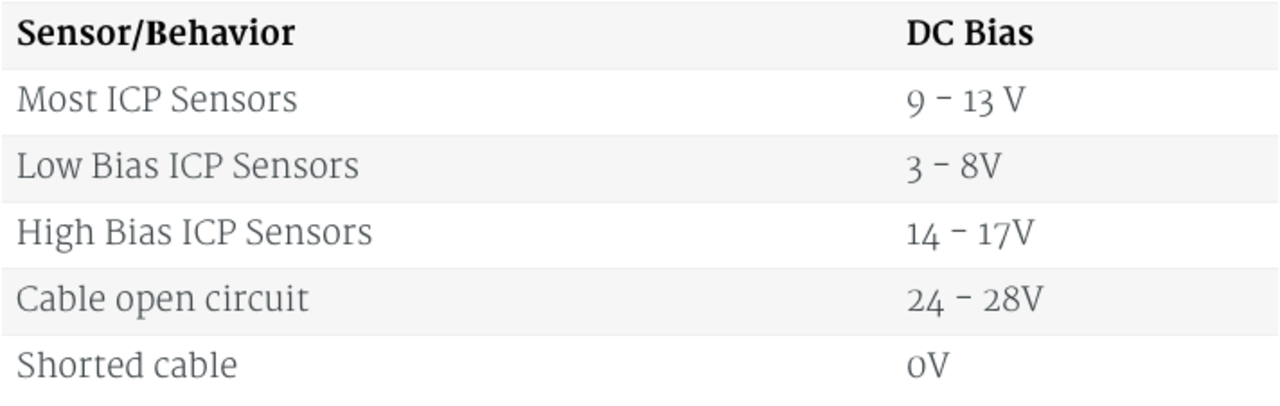 Sensor/Behavior DC Bias
Most ICP Sensors 9 – 13 V
Low Bias ICP Sensors 3 – 8V
High Bias ICP Sensors 14 – 17V
Cable open circuit 24 – 28V
Shorted cable 0V